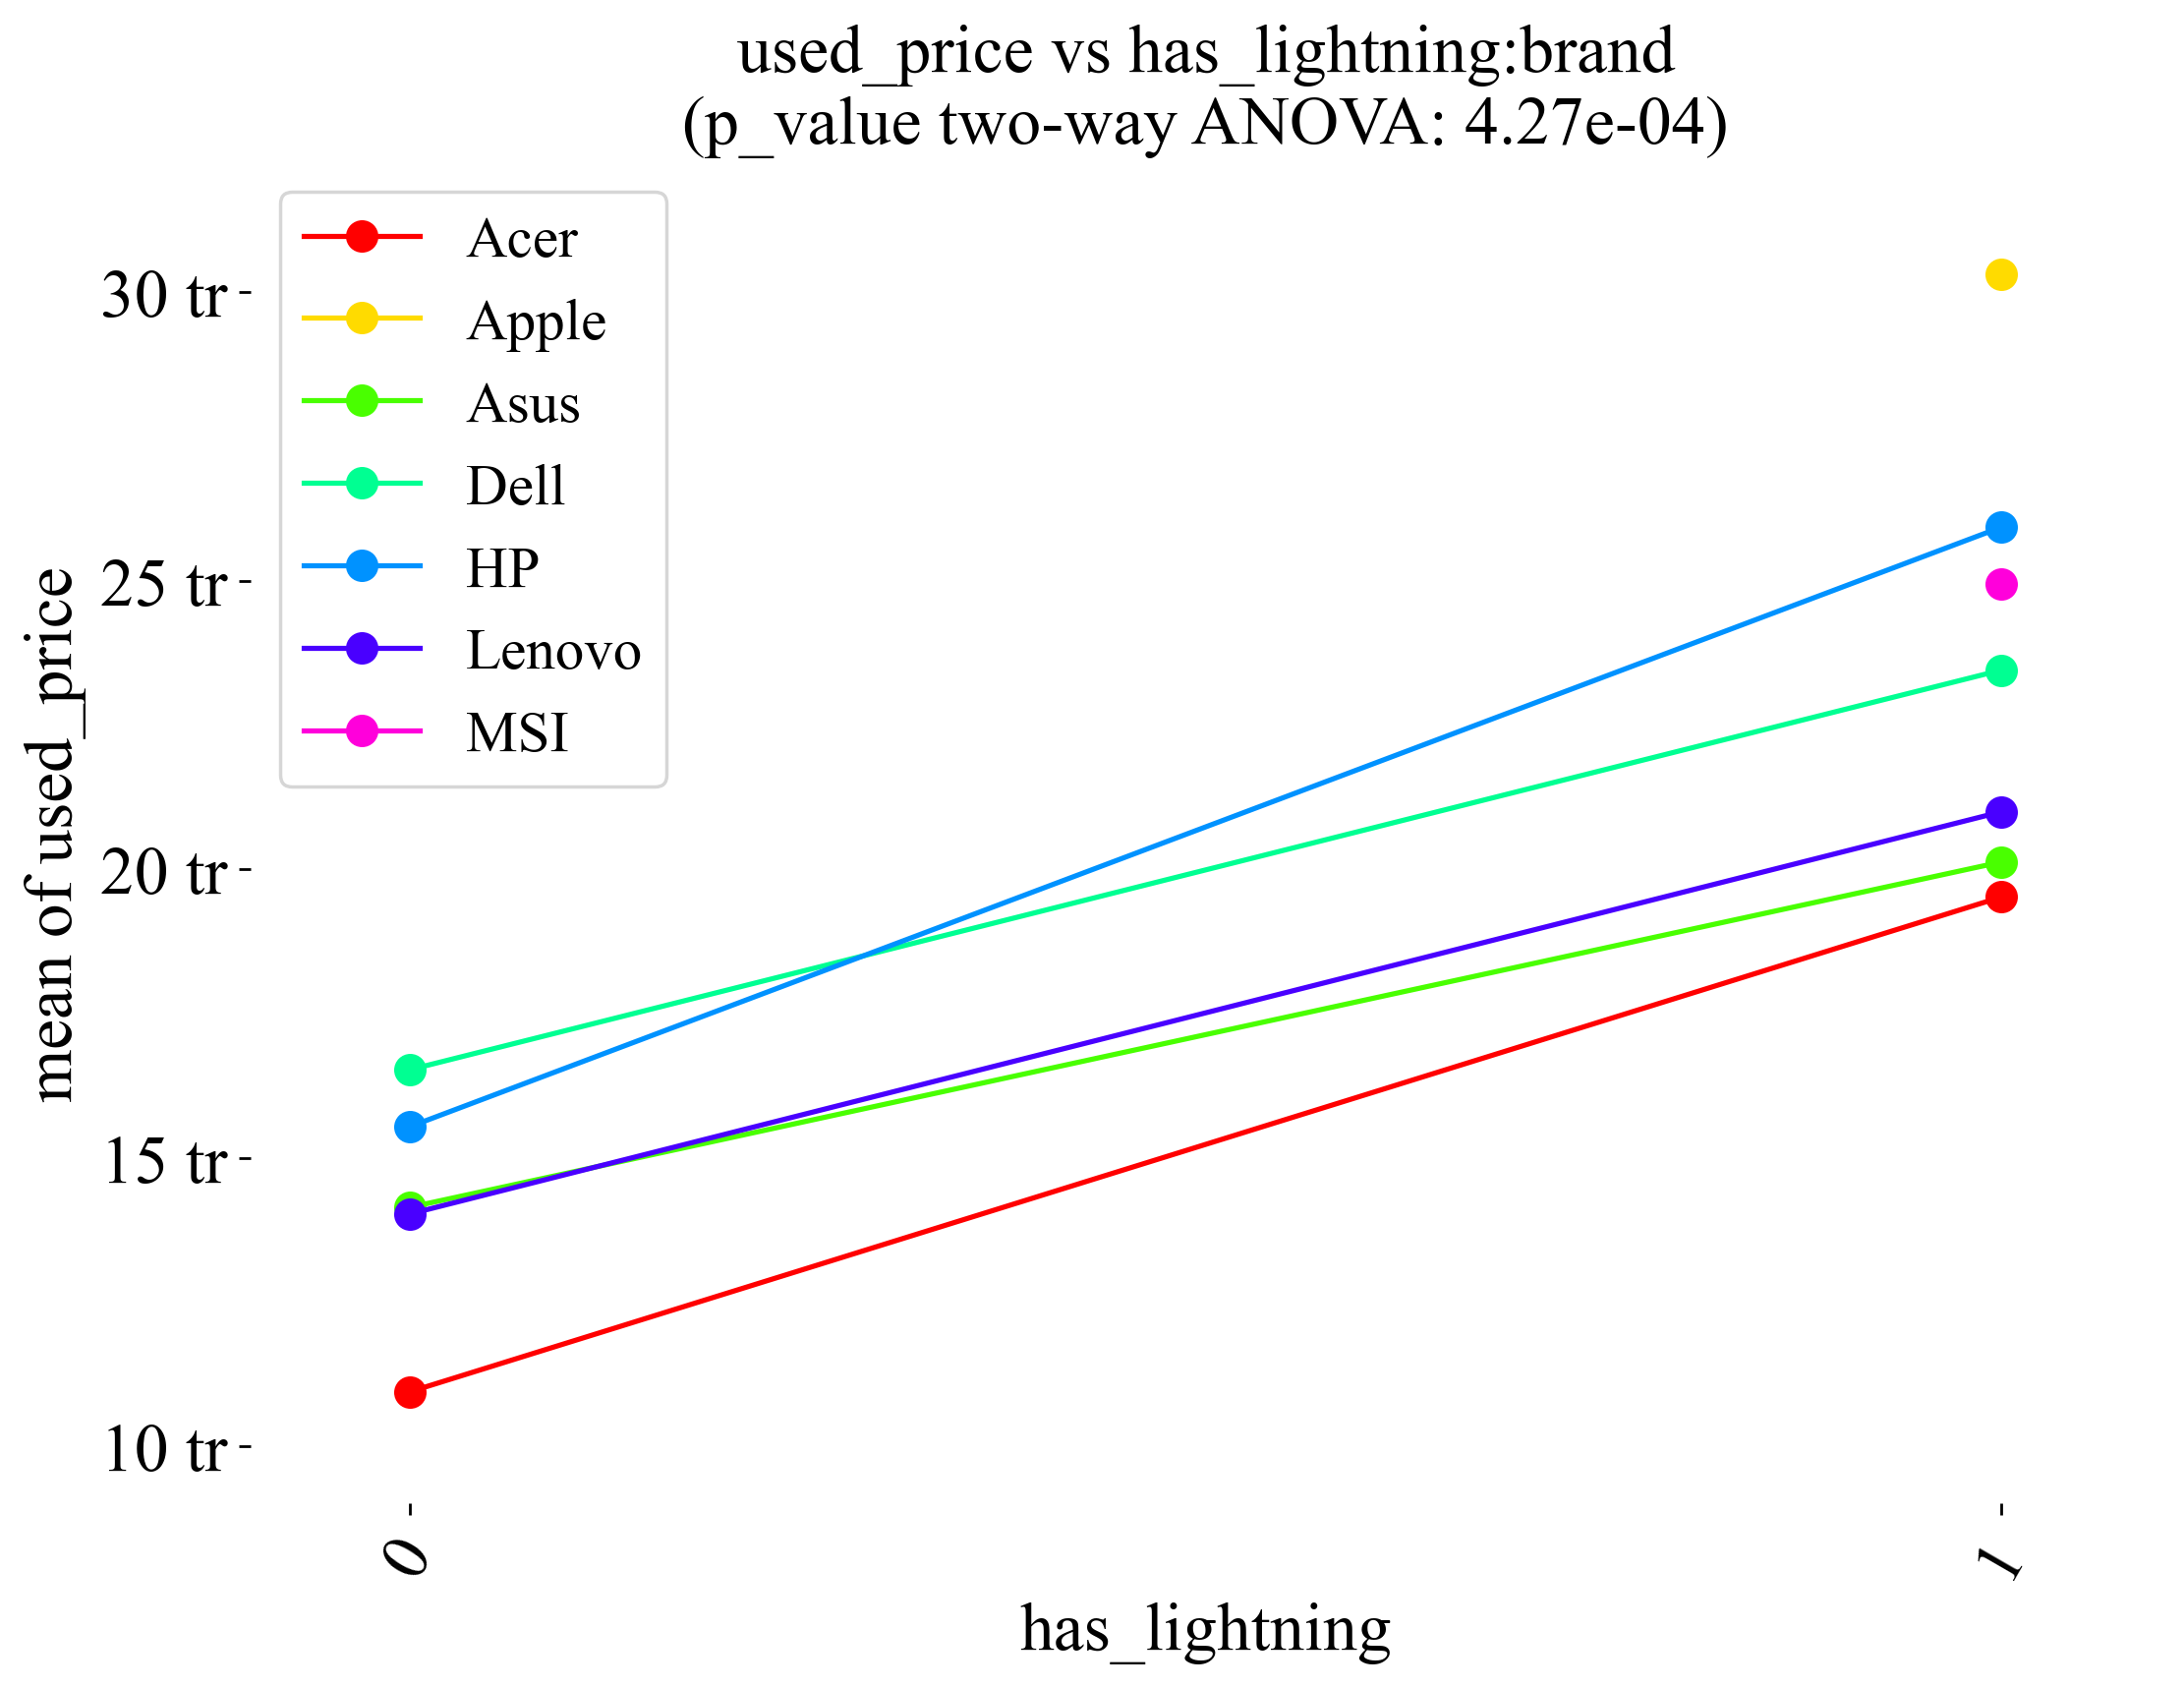 used_price vs has_lightning:brand
(p_value two-way ANOVA: 4.27e-04)
Acer
Apple
Asus
Dell
HP
Lenovo
MSI
30 tr
25 tr
20 tr
15 tr
10 tr
mean of used_price
0
1
has_lightning